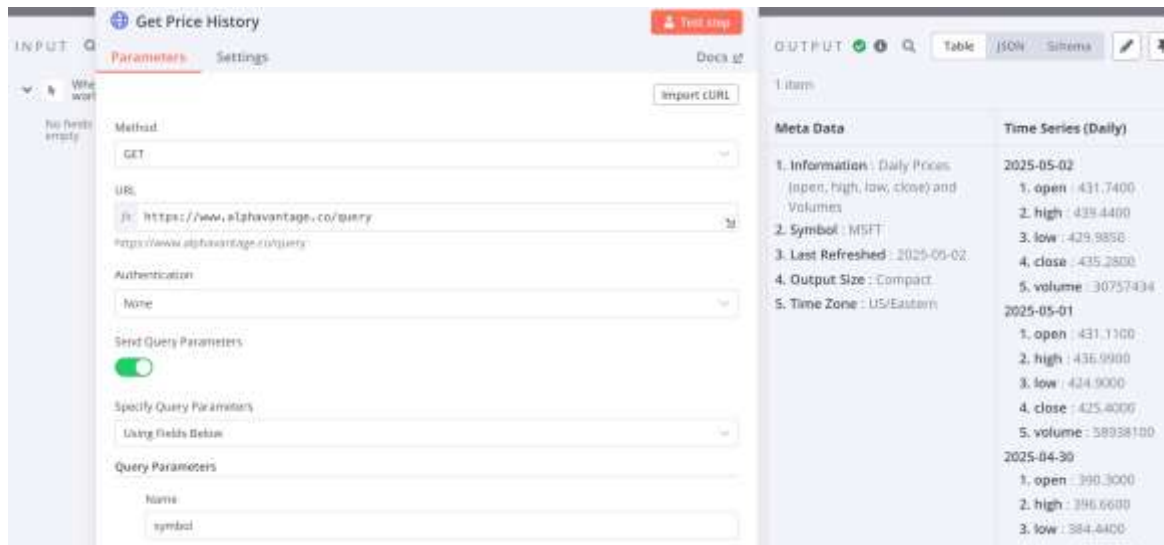 Get Price History
Test step
INPUT
Parameters
Settings
Docs
Import cURL
Whe
work
No fields
empty
Method
GET
URL
fx https://www.alphavantage.co/query
https://www.alphavantage.co/query
Authentication
None
Send Query Parameters
Specify Query Parameters
Using Fields Below
Query Parameters
Name
symbol
OUTPUT
Table
JSON
Schema
1 item
Meta Data
1. Information : Daily Prices
(open, high, low, close) and
Volumes
2. Symbol : MSFT
3. Last Refreshed : 2025-05-02
4. Output Size : Compact
5. Time Zone : US/Eastern
Time Series (Daily)
2025-05-02
1. open : 431.7400
2. high : 439.4400
3. low : 429.9850
4. close : 435.2800
5. volume : 30757434
2025-05-01
1. open : 431.1100
2. high : 436.9900
3. low : 424.9000
4. close : 425.4000
5. volume : 58938100
2025-04-30
1. open : 390.3000
2. high : 396.6600
3. low : 384.4400